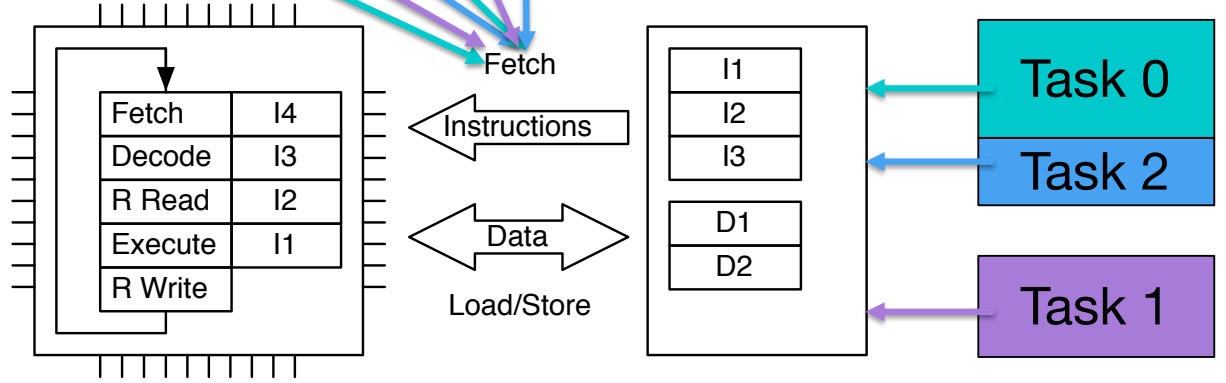 Fetch
Fetch I4
Decode I3
R Read I2
Execute I1
R Write
Instructions
Data
Load/Store
I1
I2
I3
D1
D2
Task 0
Task 2
Task 1